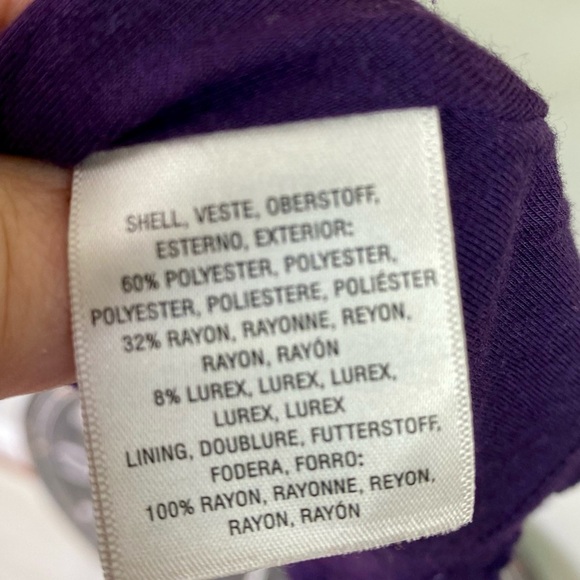 SHELL, VESTE, OBERSTOFF,
ESTERNO, EXTERIOR:
60% POLYESTER, POLYESTER,
POLYESTER, POLIESTERE, POLIÉSTER
32% RAYON, RAYONNE, REYON,
RAYON, RAYÓN
8% LUREX, LUREX, LUREX,
LUREX, LUREX
LINING, DOUBLURE, FUTTERSTOFF,
FODERA, FORRO:
100% RAYON, RAYONNE, REYON,
RAYON, RAYÓN